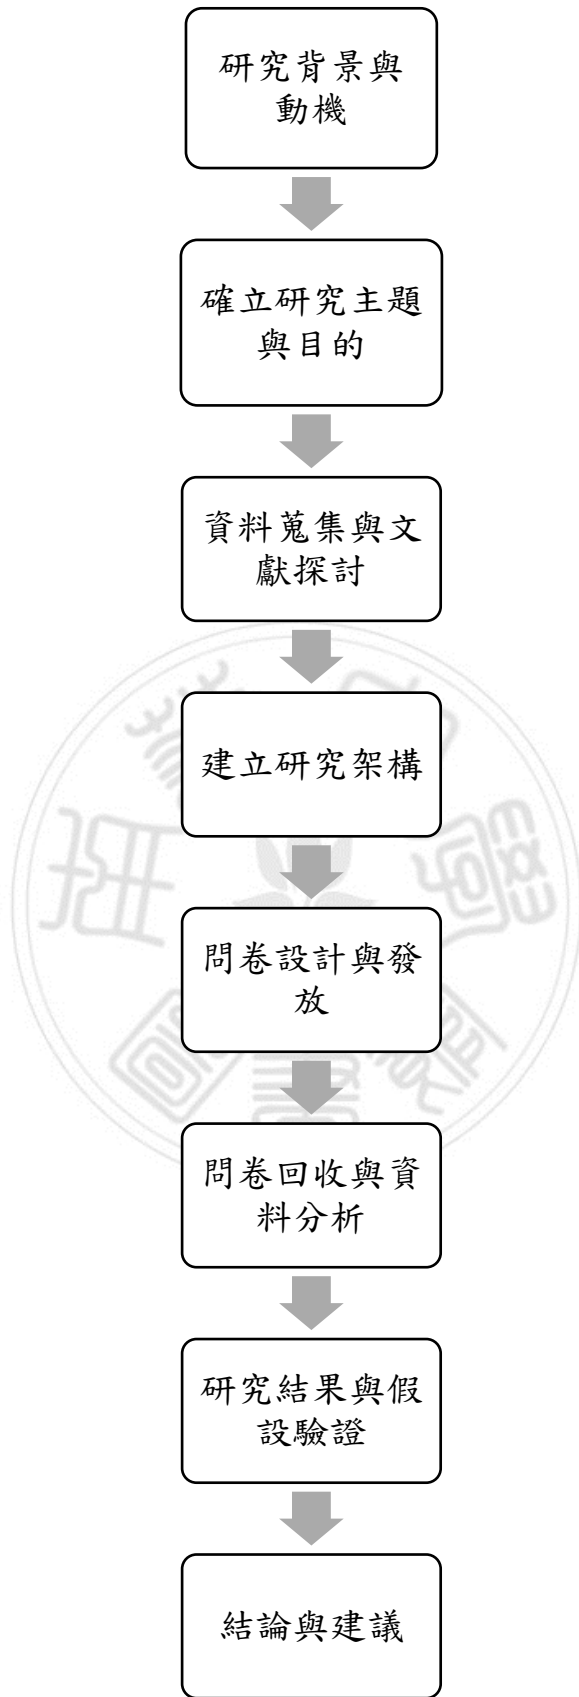 研究背景與
動機
確立研究主題
與目的
資料蒐集與文
獻探討
建立研究架構
問卷設計與發
放
問卷回收與資
料分析
研究結果與假
設驗證
結論與建議